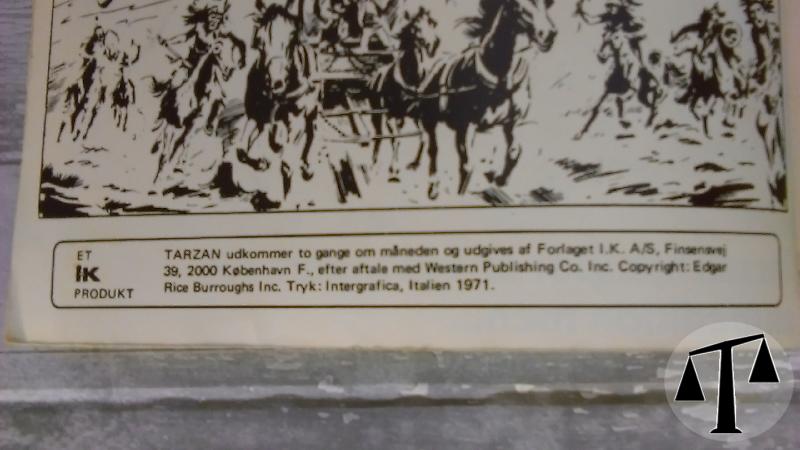 ET
IK
PRODUKT
TARZAN udkommer to gange om måneden og udgives af Forlaget I.K. A/S, Finsensvej
39, 2000 København F., efter aftale med Western Publishing Co. Inc. Copyright: Edgar
Rice Burroughs Inc. Tryk: Intergrafica, Italien 1971.